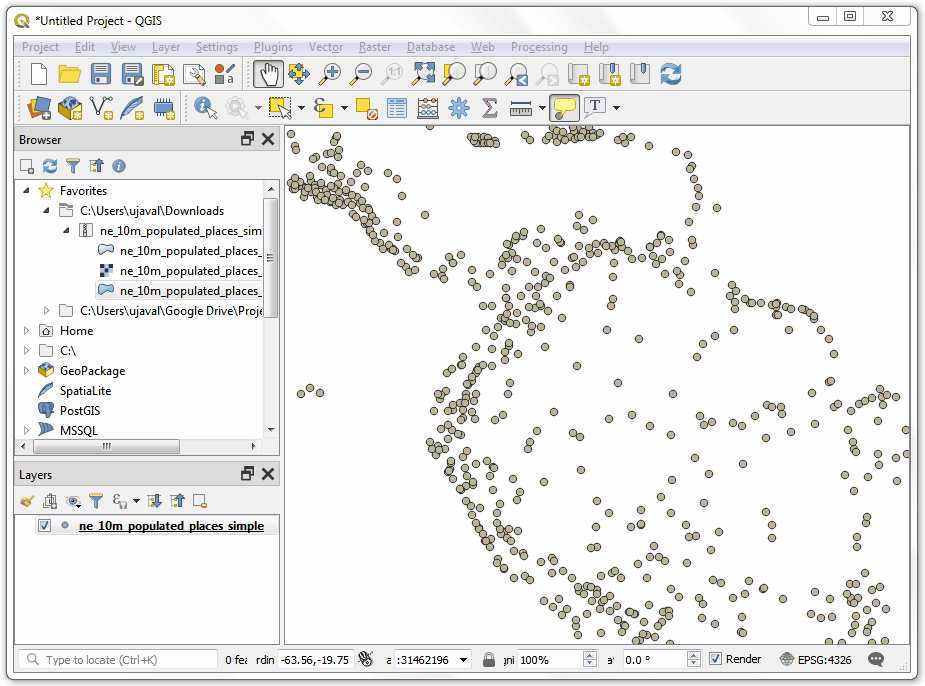 *Untitled Project - QGIS
Project Edit View Layer Settings Plugins Vector Raster Database Web Processing Help
Browser
Favorites
C:\Users\ujaval\Downloads
ne_10m_populated_places_sim
ne_10m_populated_places_
ne_10m_populated_places_
ne_10m_populated_places_
C:\Users\ujaval\Google Drive\Proje
Home
C:\
GeoPackage
SpatiaLite
PostGIS
MSSQL
Layers
ne_10m_populated_places_simple
Type to locate (Ctrl+K) 0 fea rdin -63.56,-19.75 a :31462196 gni 100% at 0.0 ° Render EPSG:4326